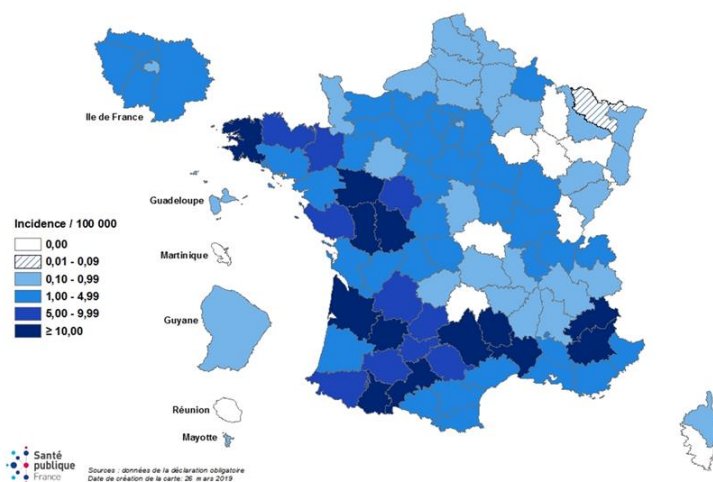 Ile de France
Guadeloupe
Incidence / 100 000
0,00
0,01 - 0,09
0,10 - 0,99
1,00 - 4,99
5,00 - 9,99
≥ 10,00
Martinique
Guyane
Réunion
Mayotte
Santé
publique
France
Sources : données de la déclaration obligatoire
Date de création de la carte: 26 mars 2019